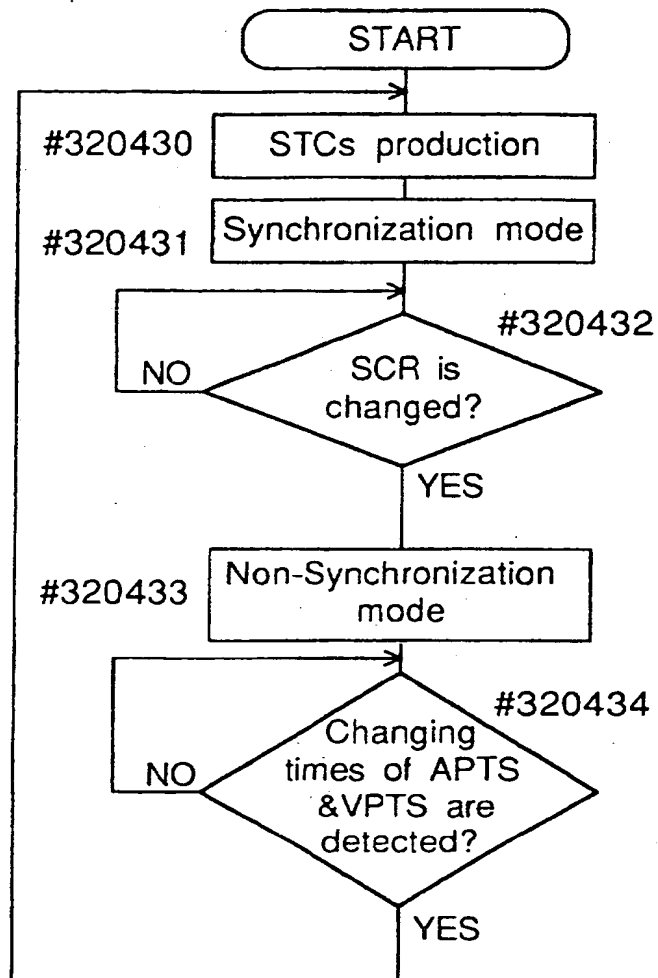 START
#320430
STCs production
#320431
Synchronization mode
#320432
NO
SCR is
changed?
YES
#320433
Non-Synchronization
mode
#320434
Changing
NO
times of APTS
&VPTS are
detected?
YES